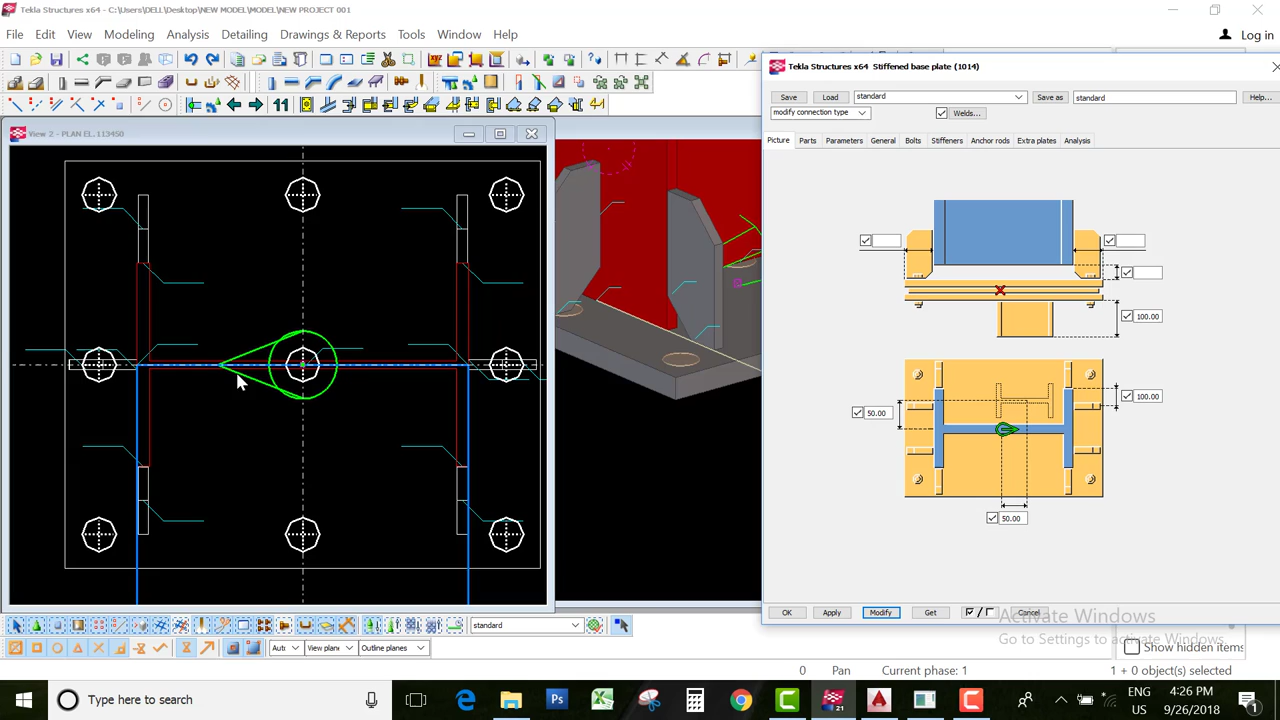 Tekla Structures x64 - C:\Users\DELL\Desktop\NEW MODEL\MODEL\NEW PROJECT 001
File Edit View Modeling Analysis Detailing Drawings & Reports Tools Window Help
Log in
View 2 - PLAN EL..113450
Tekla Structures x64 Stiffened base plate (1014)
Save Load standard Save as standard Help...
modify connection type Welds...
Picture Parts Parameters General Bolts Stiffeners Anchor rods Extra plates Analysis
100.00
50.00
100.00
50.00
OK Apply Modify Get / Cancel
Activate Windows
Go to Settings to activate Windows.
Show hidden items
standard
View plane Outline planes
0 Pan Current phase: 1 1 + 0 object(s) selected
Type here to search
21
ENG
US
4:26 PM
9/26/2018
1